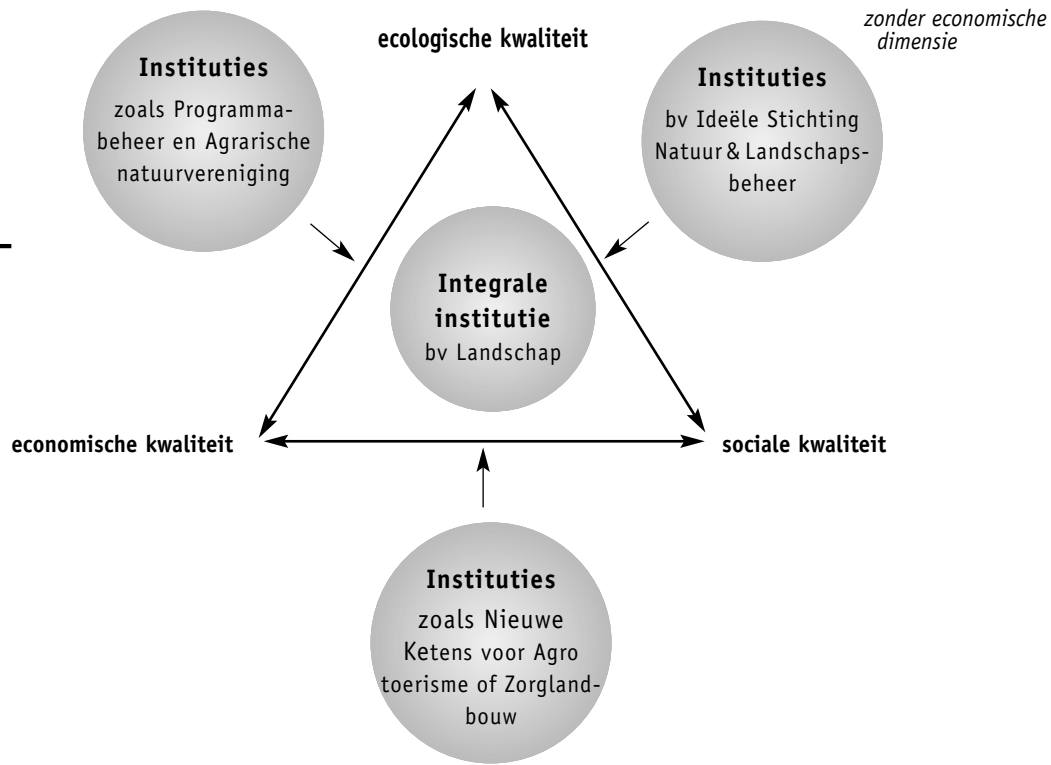 zonder economische
dimensie
ecologische kwaliteit
Instituties
zoals Programma-
beheer en Agrarische
natuurvereniging
Instituties
bv Ideële Stichting
Natuur & Landschaps-
beheer
Integrale
institutie
bv Landschap
economische kwaliteit
sociale kwaliteit
Instituties
zoals Nieuwe
Ketens voor Agro
toerisme of Zorgland-
bouw